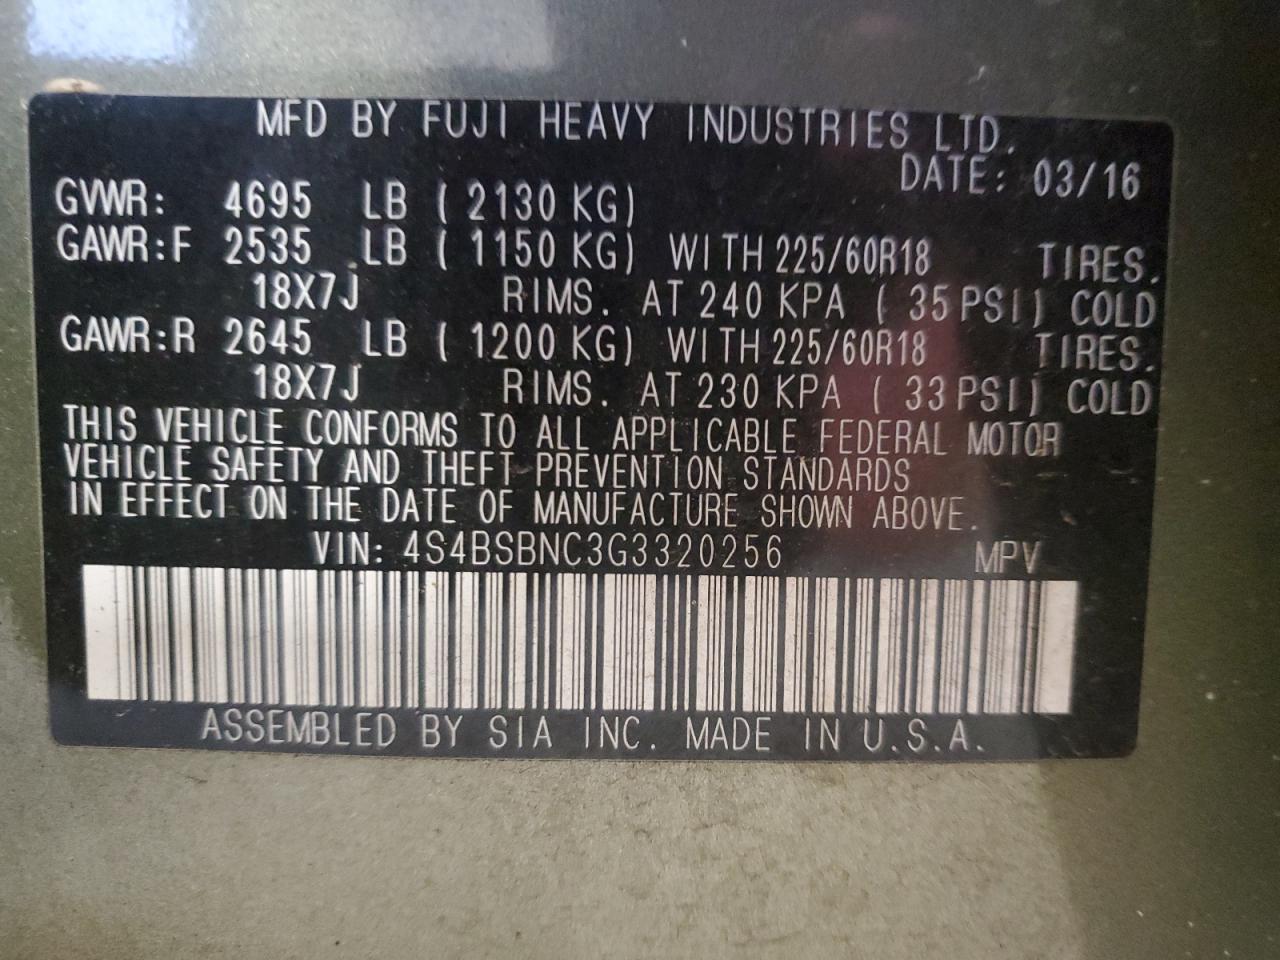 MFD BY FUJI HEAVY INDUSTRIES LTD.
DATE: 03/16
GVWR: 4695 LB ( 2130 KG)
GAWR:F 2535 LB ( 1150 KG) WITH 225/60R18 TIRES.
18X7J RIMS. AT 240 KPA ( 35 PSI) COLD
GAWR:R 2645 LB ( 1200 KG) WITH 225/60R18 TIRES.
18X7J RIMS. AT 230 KPA ( 33 PSI) COLD
THIS VEHICLE CONFORMS TO ALL APPLICABLE FEDERAL MOTOR
VEHICLE SAFETY AND THEFT PREVENTION STANDARDS
IN EFFECT ON THE DATE OF MANUFACTURE SHOWN ABOVE.
VIN: 4S4BSBNC3G3320256 MPV
ASSEMBLED BY SIA INC. MADE IN U.S.A.